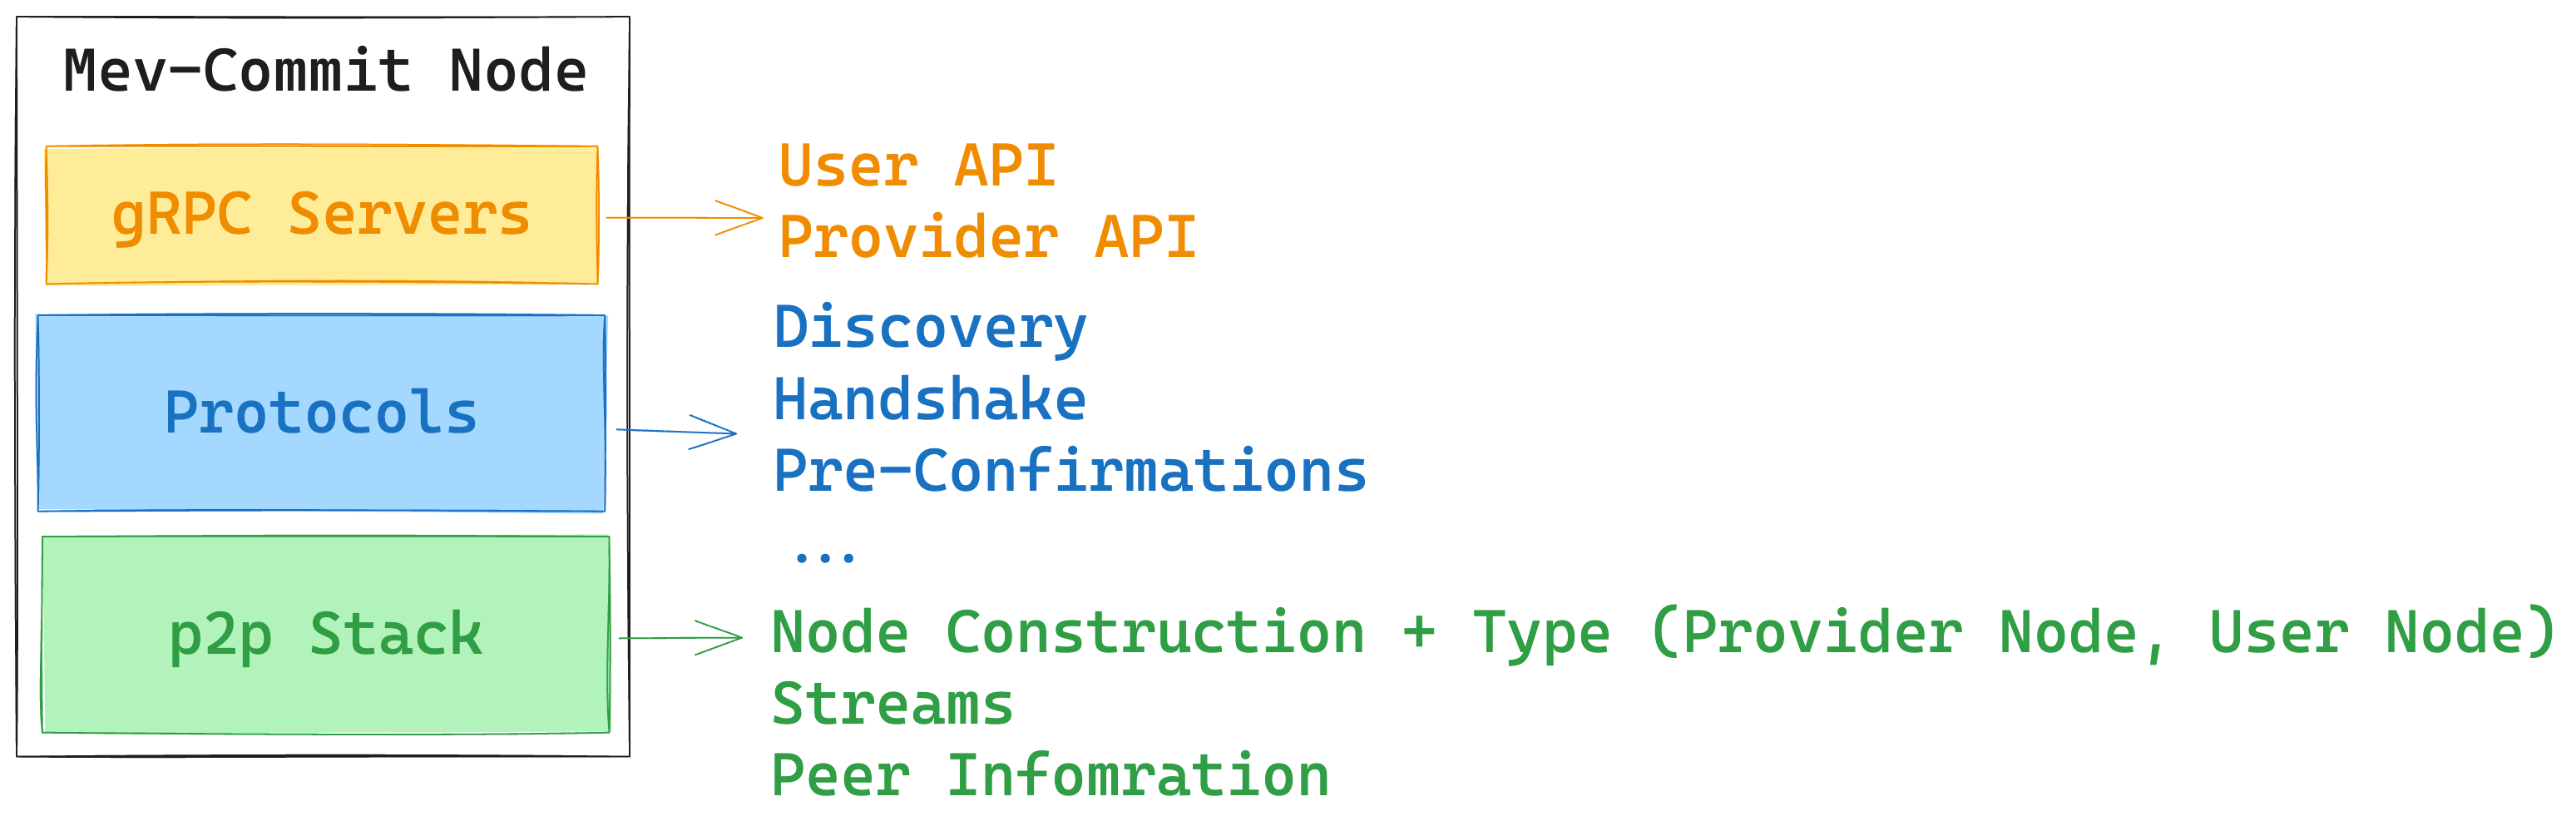 Mev-Commit Node
gRPC Servers
User API
Provider API
Protocols
Discovery
Handshake
Pre-Confirmations
...
p2p Stack
Node Construction + Type (Provider Node, User Node)
Streams
Peer Infomration